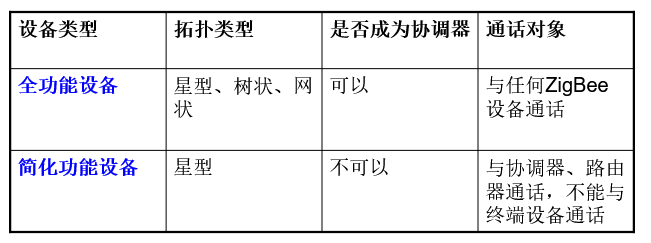 设备类型 拓扑类型 是否成为协调器 通话对象
全功能设备 星型、树状、网 可以 与任何ZigBee
状 设备通话
简化功能设备 星型 不可以 与协调器、路由
器通话，不能与
终端设备通话